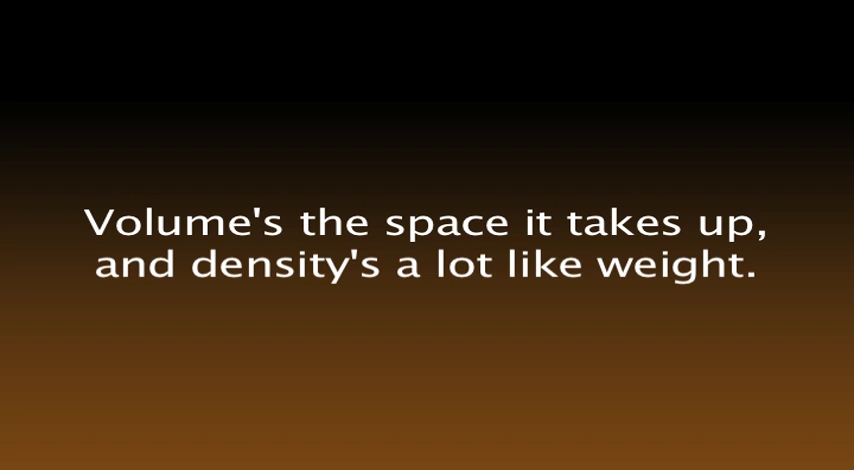 Volume's the space it takes up,
and density's a lot like weight.